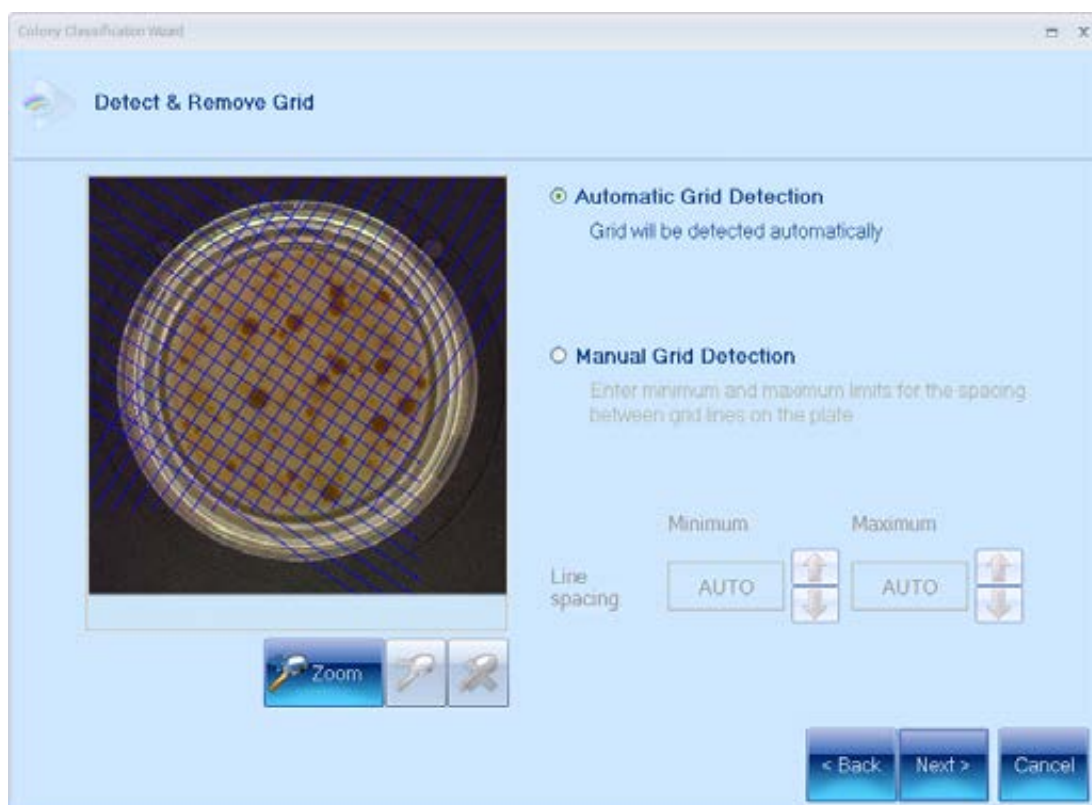 Colony Classification Wizard
Detect & Remove Grid
Automatic Grid Detection
Grid will be detected automatically
Manual Grid Detection
Enter minimum and maximum limits for the spacing
between grid lines on the plate
Minimum
Maximum
Line
spacing
AUTO
AUTO
Zoom
< Back
Next >
Cancel